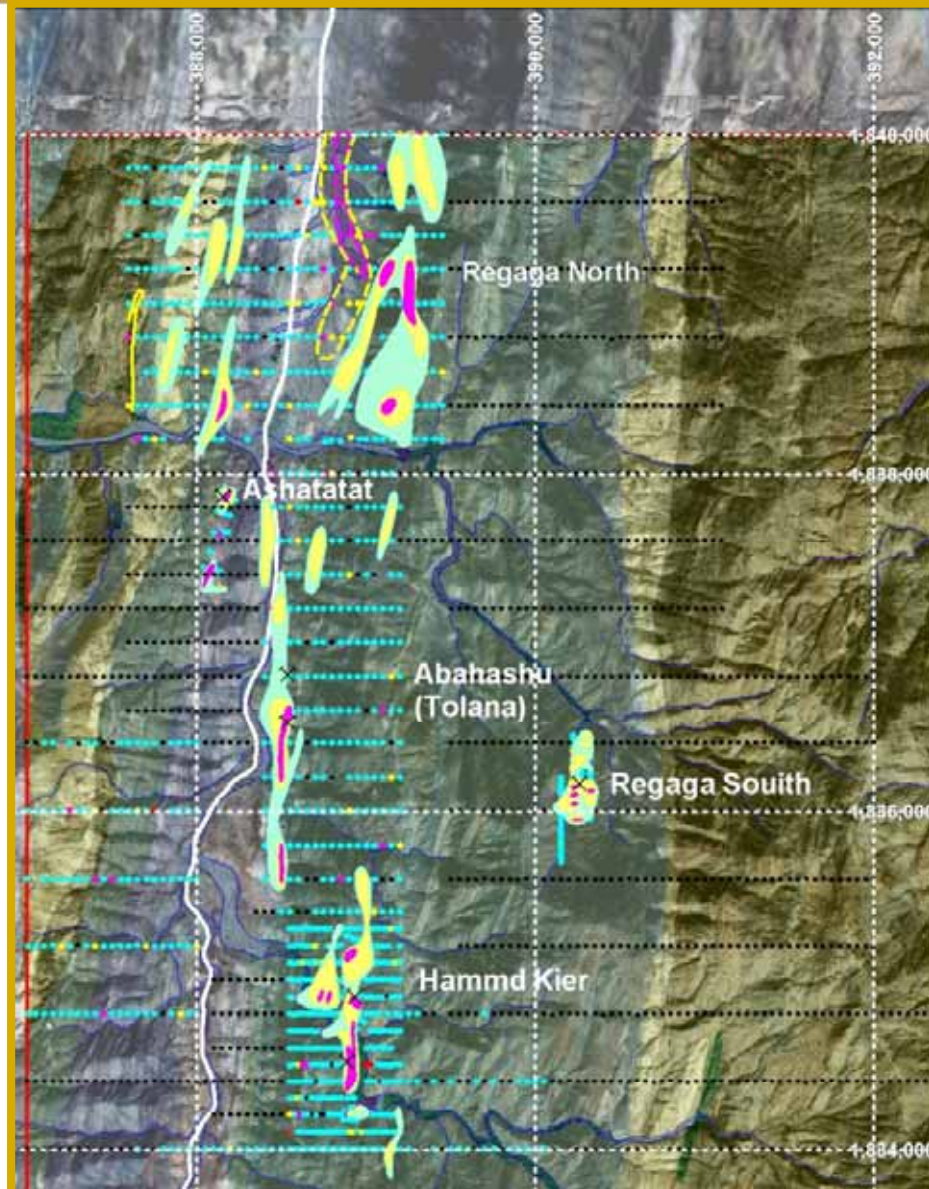 388,000
390,000
392,000
1,840,000
Regaga North
1,838,000
Ashatatat
Abahashu
(Tolana)
Regaga Souith
1,836,000
Hammd Kier
1,834,000